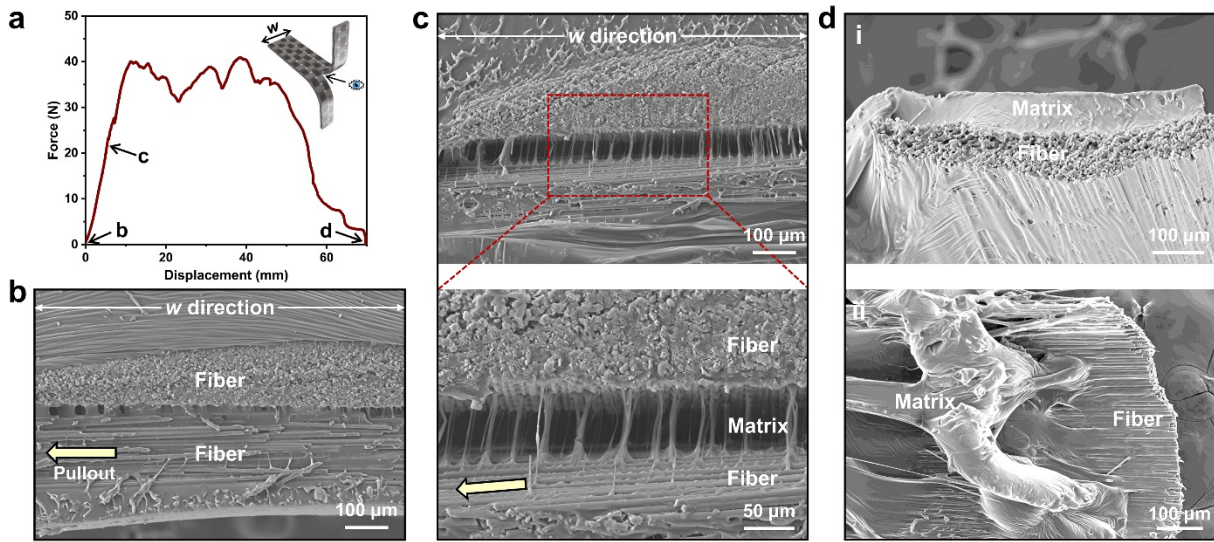 a
w
50
40
30
20
10
0
Force (N)
c
b
d
0 20 40 60
Displacement (mm)
b
w direction
Fiber
Fiber
Pullout
100 µm
c
w direction
100 µm
Fiber
Matrix
Fiber
50 µm
d
i
Matrix
Fiber
100 µm
ii
Matrix
Fiber
100 µm